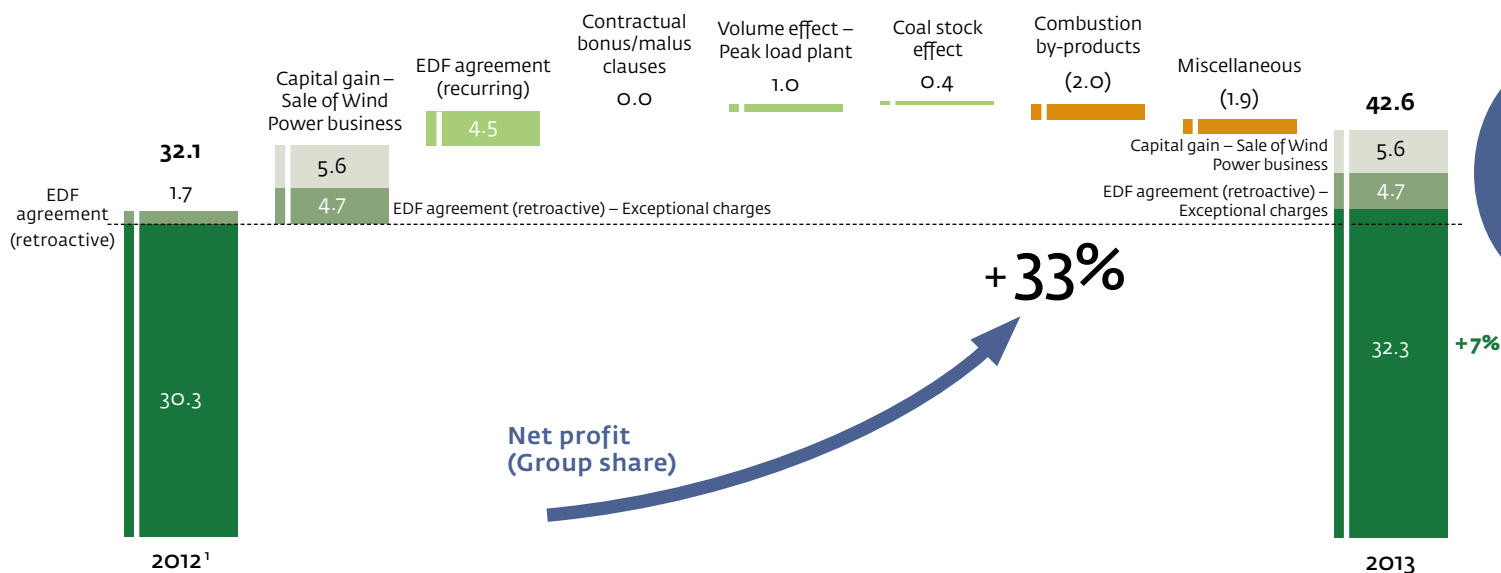 32.1
1.7
EDF
agreement
(retroactive)
30.3
2012¹
Capital gain –
Sale of Wind
Power business
5.6
4.7
EDF agreement (retroactive) – Exceptional charges
EDF agreement
(recurring)
4.5
Contractual
bonus/malus
clauses
0.0
Volume effect –
Peak load plant
1.0
Coal stock
effect
0.4
Combustion
by-products
(2.0)
Miscellaneous
(1.9)
42.6
Capital gain – Sale of Wind
Power business
5.6
EDF agreement (retroactive) –
Exceptional charges
4.7
32.3
+7%
2013
+33%
Net profit
(Group share)